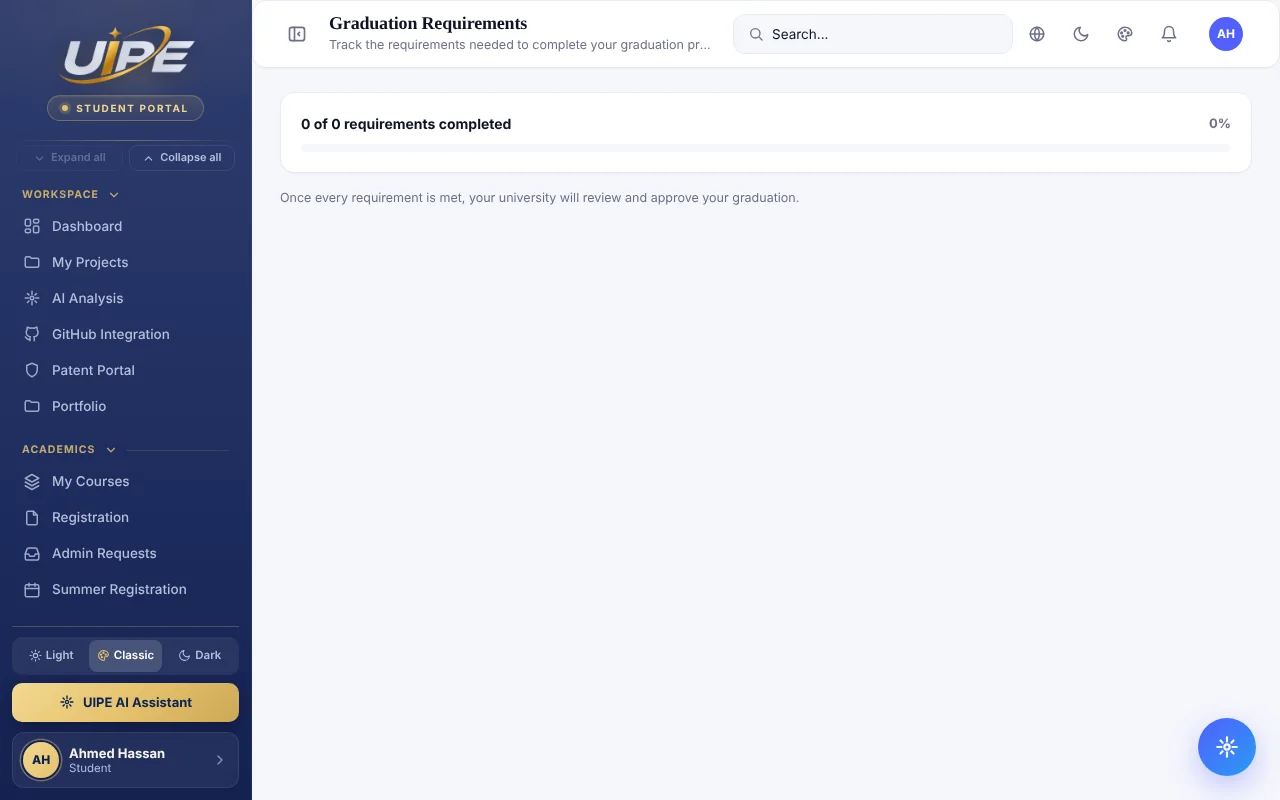 UIPE
STUDENT PORTAL
Expand all
Collapse all
WORKSPACE
Dashboard
My Projects
AI Analysis
GitHub Integration
Patent Portal
Portfolio
ACADEMICS
My Courses
Registration
Admin Requests
Summer Registration
Light
Classic
Dark
UIPE AI Assistant
AH
Ahmed Hassan
Student
Graduation Requirements
Track the requirements needed to complete your graduation pr...
Search...
AH
0 of 0 requirements completed
0%
Once every requirement is met, your university will review and approve your graduation.